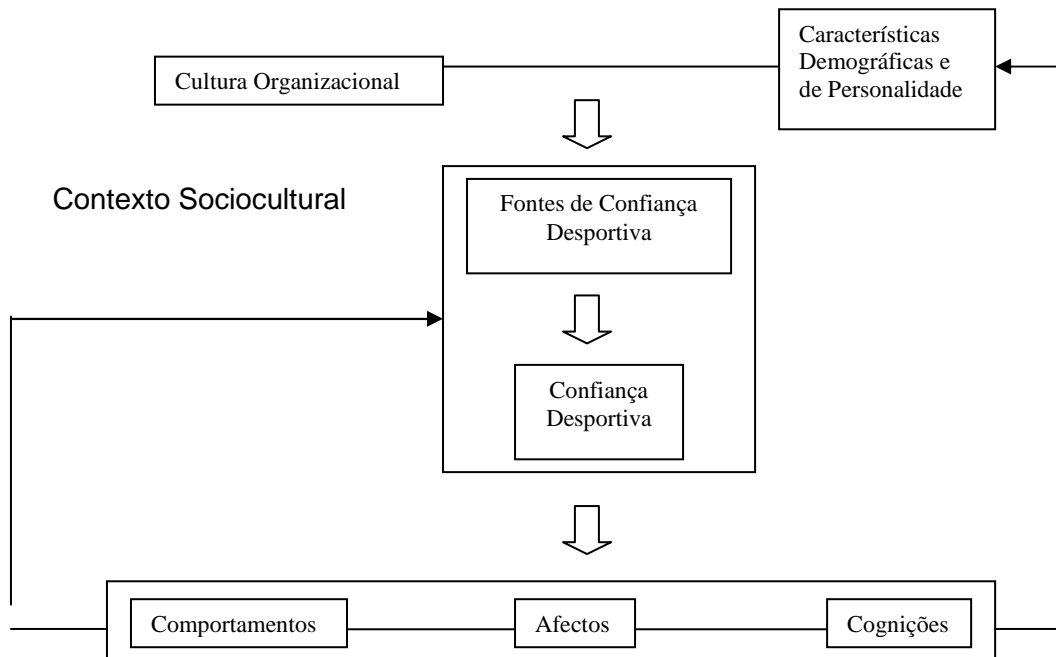 Características
Demográficas e
de Personalidade
Cultura Organizacional
Contexto Sociocultural
Fontes de Confiança
Desportiva
Confiança
Desportiva
Comportamentos
Afectos
Cognições